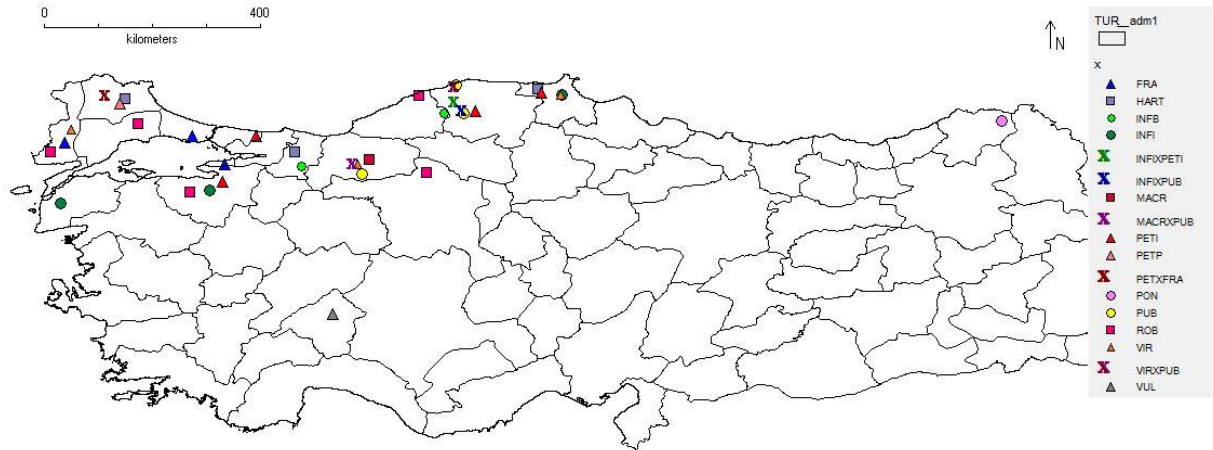 0 400
kilometers
N
TUR__adm1
x
FRA
HART
INFB
INFI
INFIXPETI
INFIXPUB
MACR
MACRXPUB
PETI
PETP
PETXFRA
PON
PUB
ROB
VIR
VIRXPUB
VUL